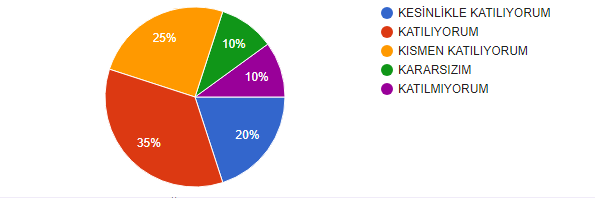 25%
10%
10%
20%
35%
KESİNLİKLE KATILIYORUM
KATILIYORUM
KISMEN KATILIYORUM
KARARSIZIM
KATILMIYORUM